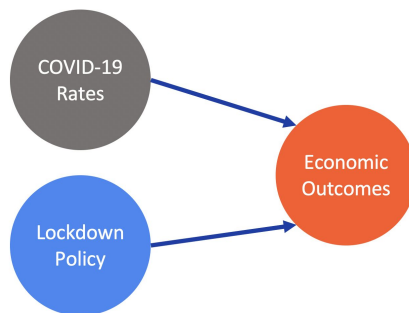 COVID-19
Rates
Economic
Outcomes
Lockdown
Policy